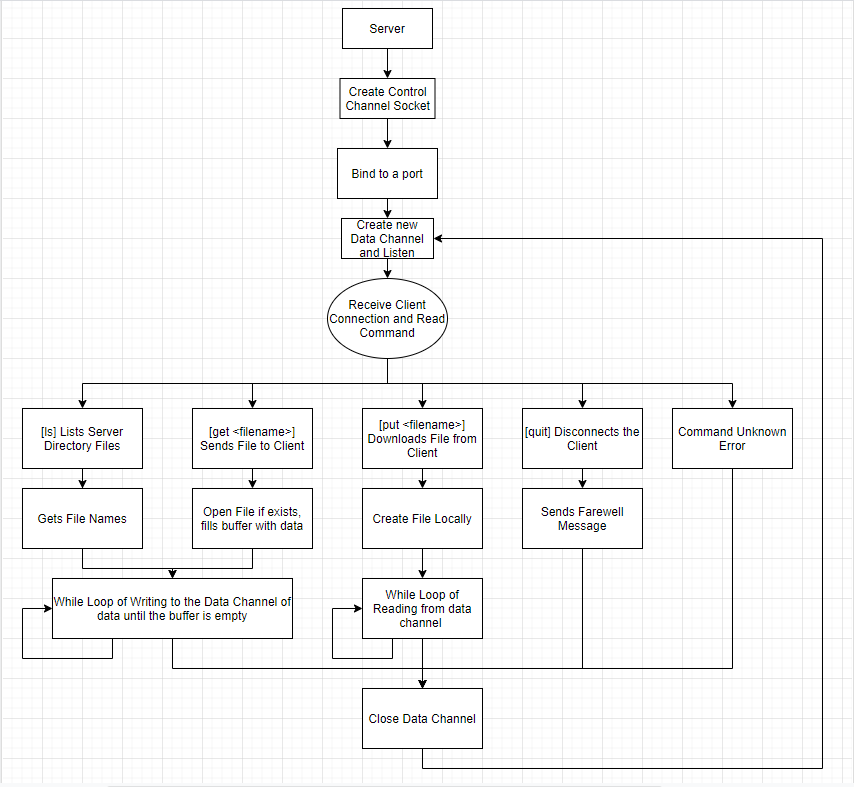 Server
Create Control
Channel Socket
Bind to a port
Create new
Data Channel
and Listen
Receive Client
Connection and Read
Command
[ls] Lists Server
Directory Files
[get <filename>]
Sends File to Client
[put <filename>]
Downloads File from
Client
[quit] Disconnects the
Client
Command Unknown
Error
Gets File Names
Open File if exists,
fills buffer with data
Create File Locally
Sends Farewell
Message
While Loop of Writing to the Data Channel of
data until the buffer is empty
While Loop of
Reading from data
channel
Close Data Channel